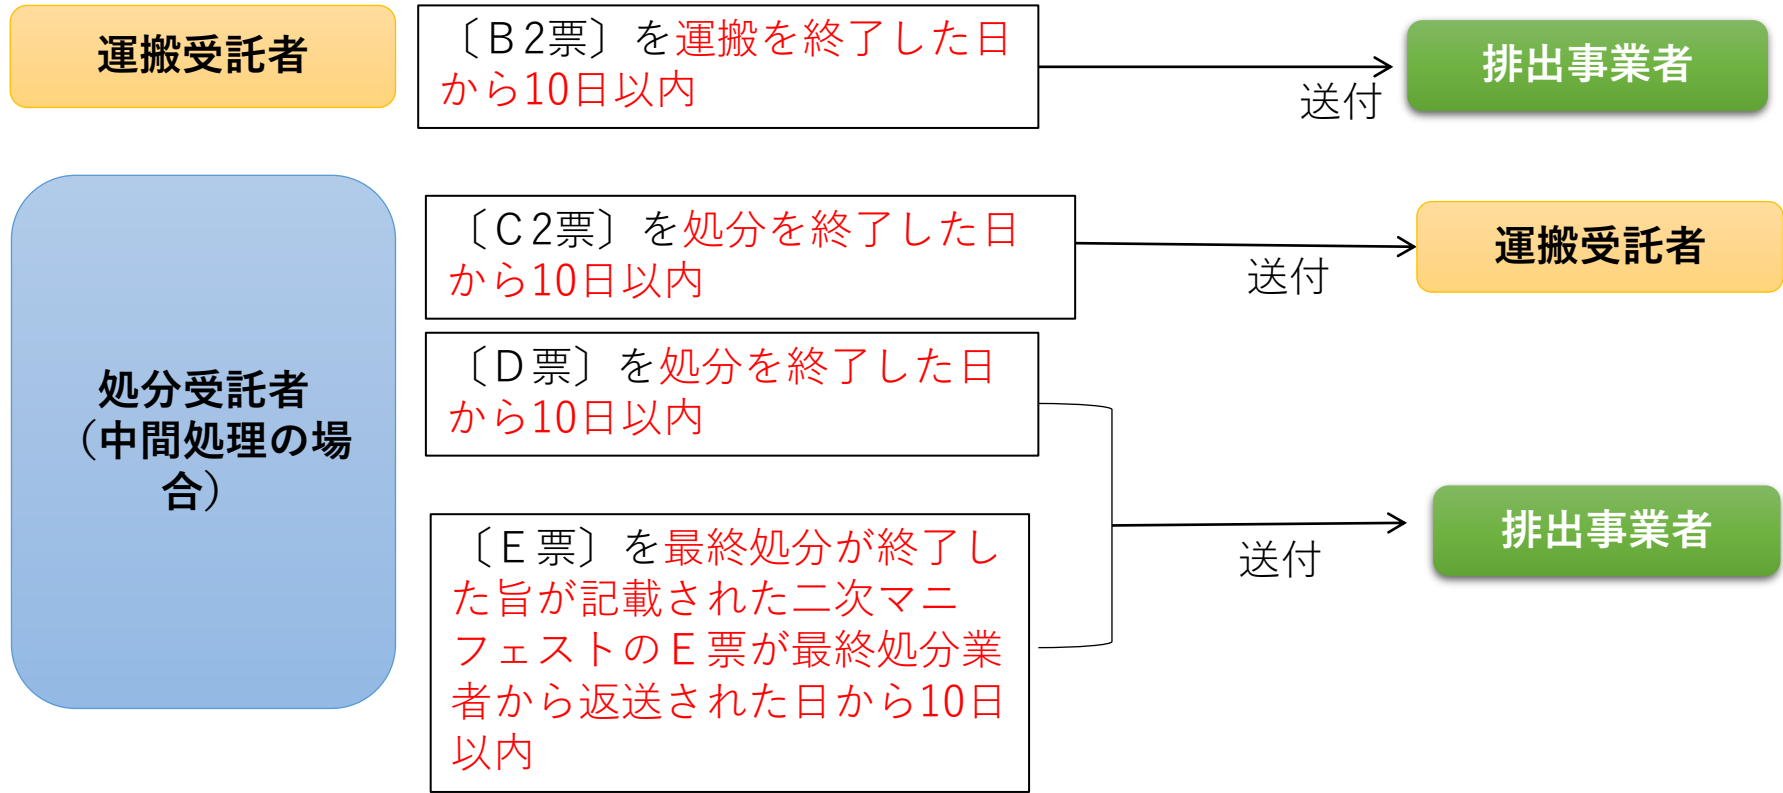 運搬受託者
〔Ｂ2票〕を運搬を終了した日
から10日以内
送付
排出事業者
処分受託者
（中間処理の場
合）
〔Ｃ2票〕を処分を終了した日
から10日以内
送付
運搬受託者
〔Ｄ票〕を処分を終了した日
から10日以内
〔Ｅ票〕を最終処分が終了し
た旨が記載された二次マニ
フェストのＥ票が最終処分業
者から返送された日から10日
以内
送付
排出事業者